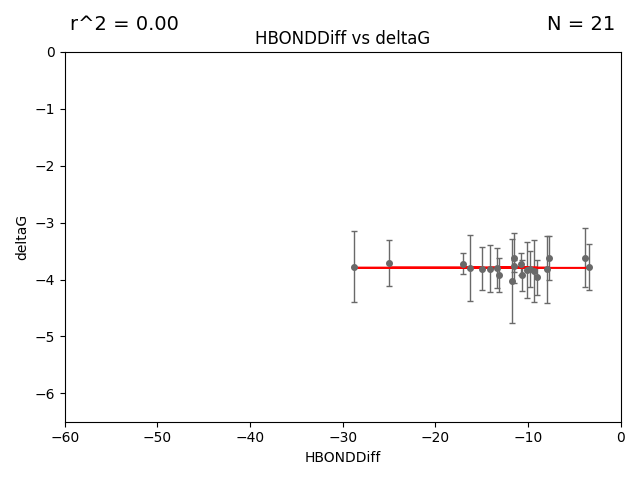 r^2 = 0.00
N = 21
HBONDDiff vs deltaG
0
−1
−2
−3
−4
−5
−6
deltaG
−60 −50 −40 −30 −20 −10 0
HBONDDiff